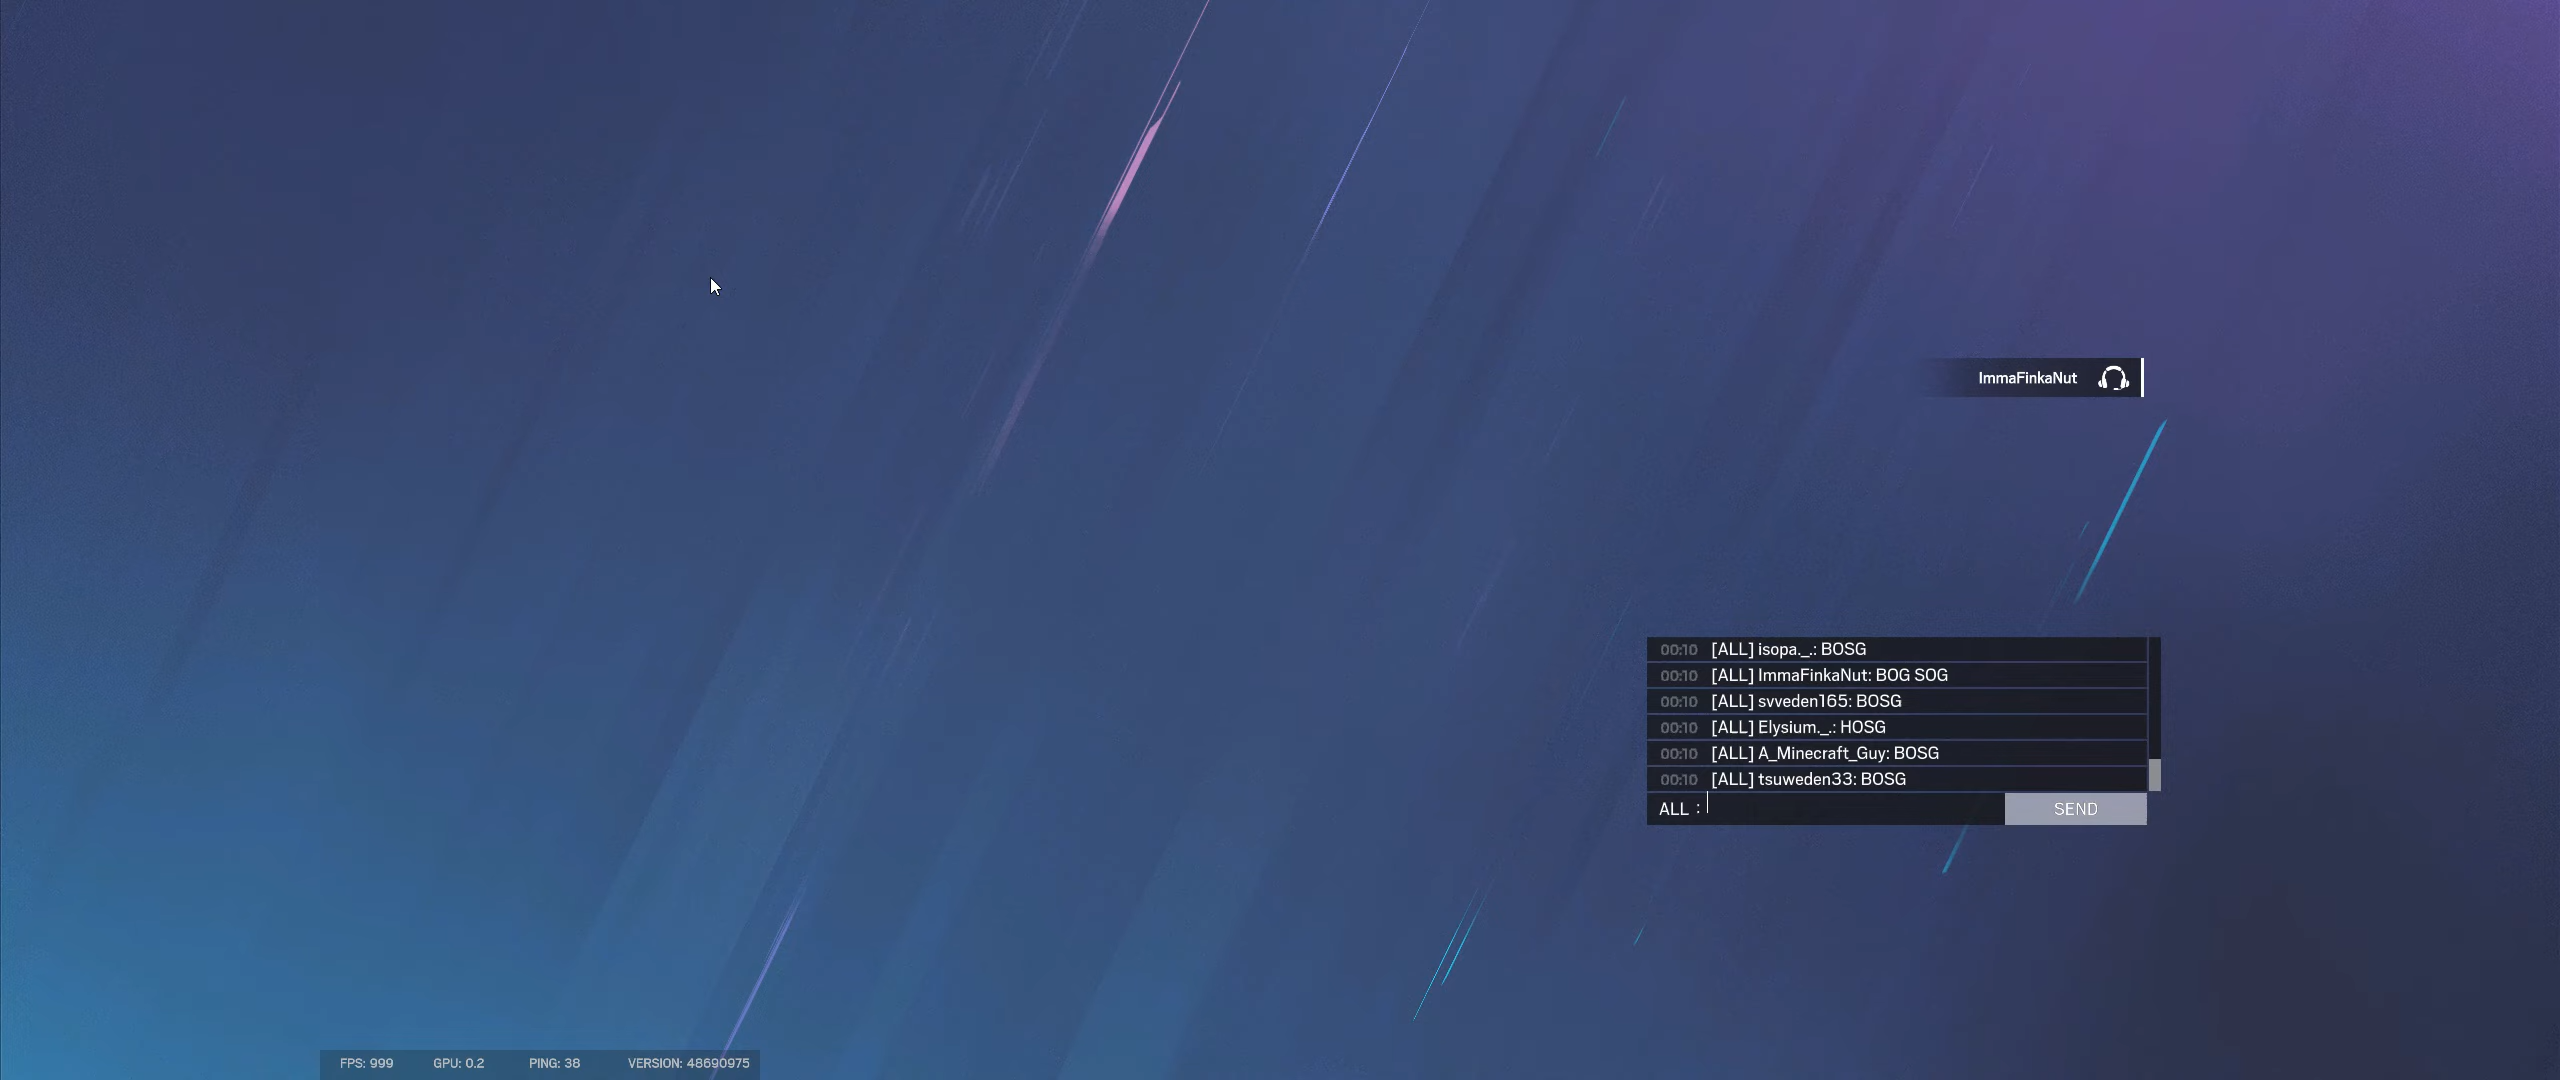 ImmaFinkaNut
00:10 [ALL] isopa._.: BOSG
00:10 [ALL] ImmaFinkaNut: BOG SOG
00:10 [ALL] svveden165: BOSG
00:10 [ALL] Elysium._.: HOSG
00:10 [ALL] A_Minecraft_Guy: BOSG
00:10 [ALL] tsuweden33: BOSG
ALL : SEND
FPS: 999 GPU: 0.2 PING: 38 VERSION: 48690975